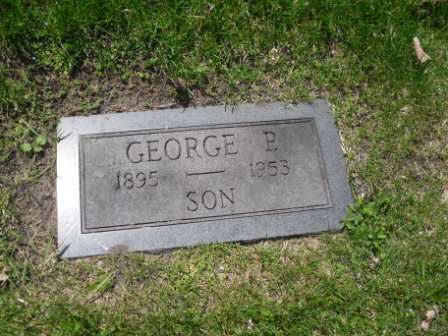 GEORGE P.
1895 — 1953
SON